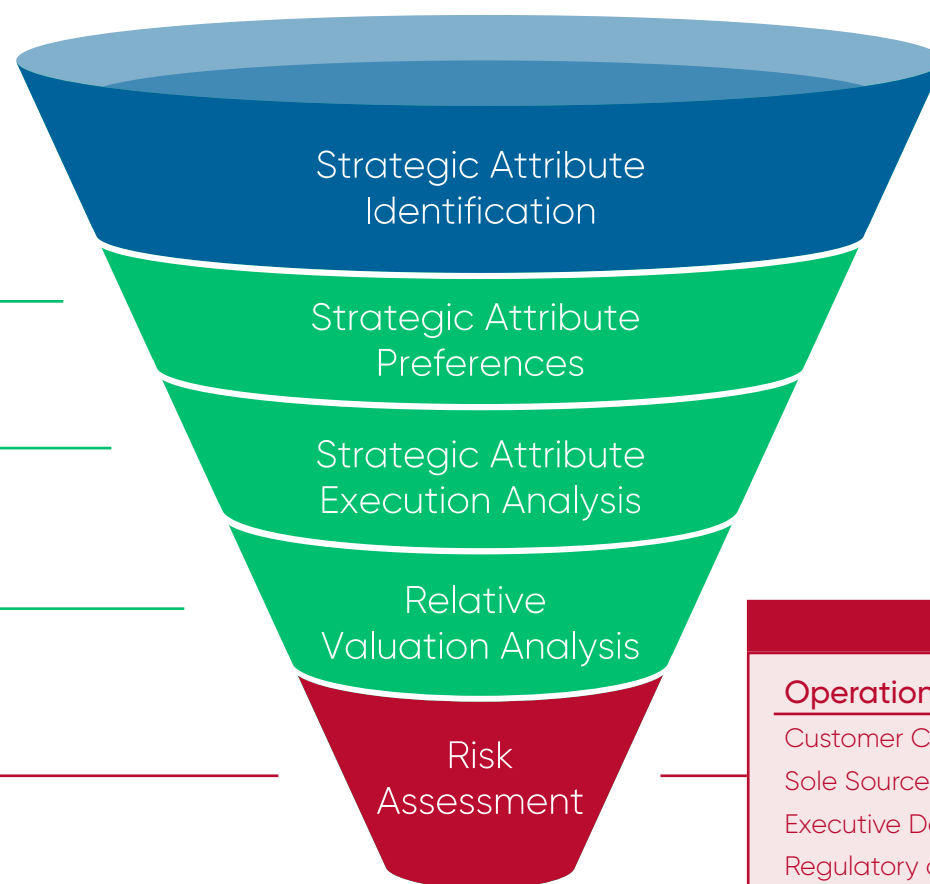 Strategic Attribute
Identification
Strategic Attribute
Preferences
Strategic Attribute
Execution Analysis
Relative
Valuation Analysis
Risk
Assessment
Customer
Sole Source
Executive
Regulatory